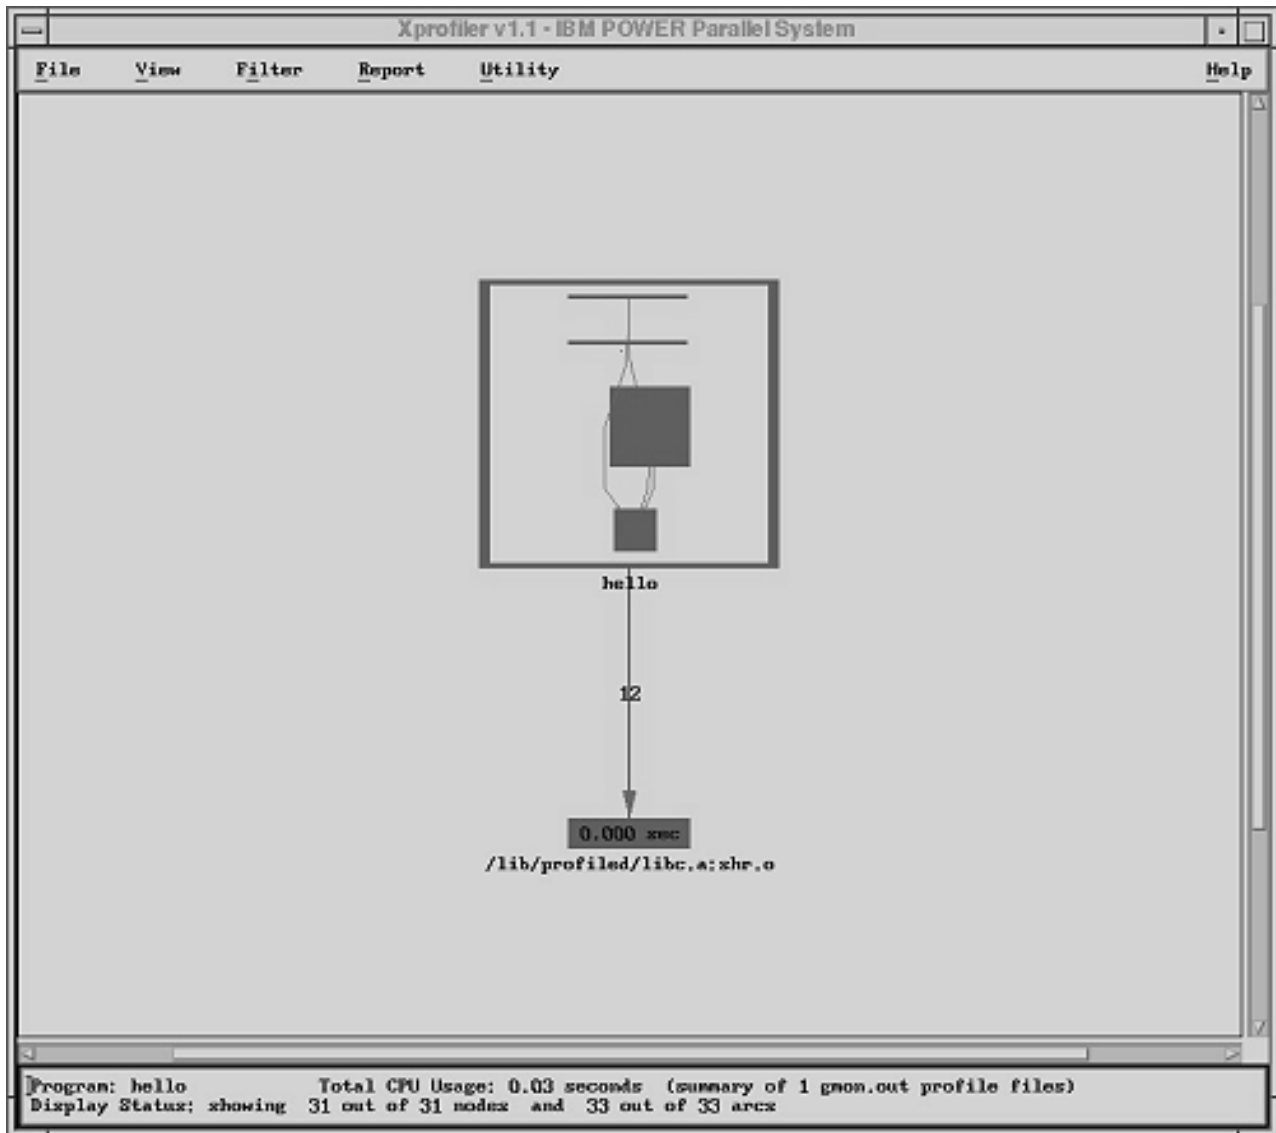 Xprofiler v1.1 - IBM POWER Parallel System
File View Filter Report Utility Help
hello
12
0.000 sec
/lib/profiled/libc.a:shr.o
Program: hello Total CPU Usage: 0.03 seconds (summary of 1 gmon.out profile files)
Display Status: showing 31 out of 31 nodes and 33 out of 33 arcs